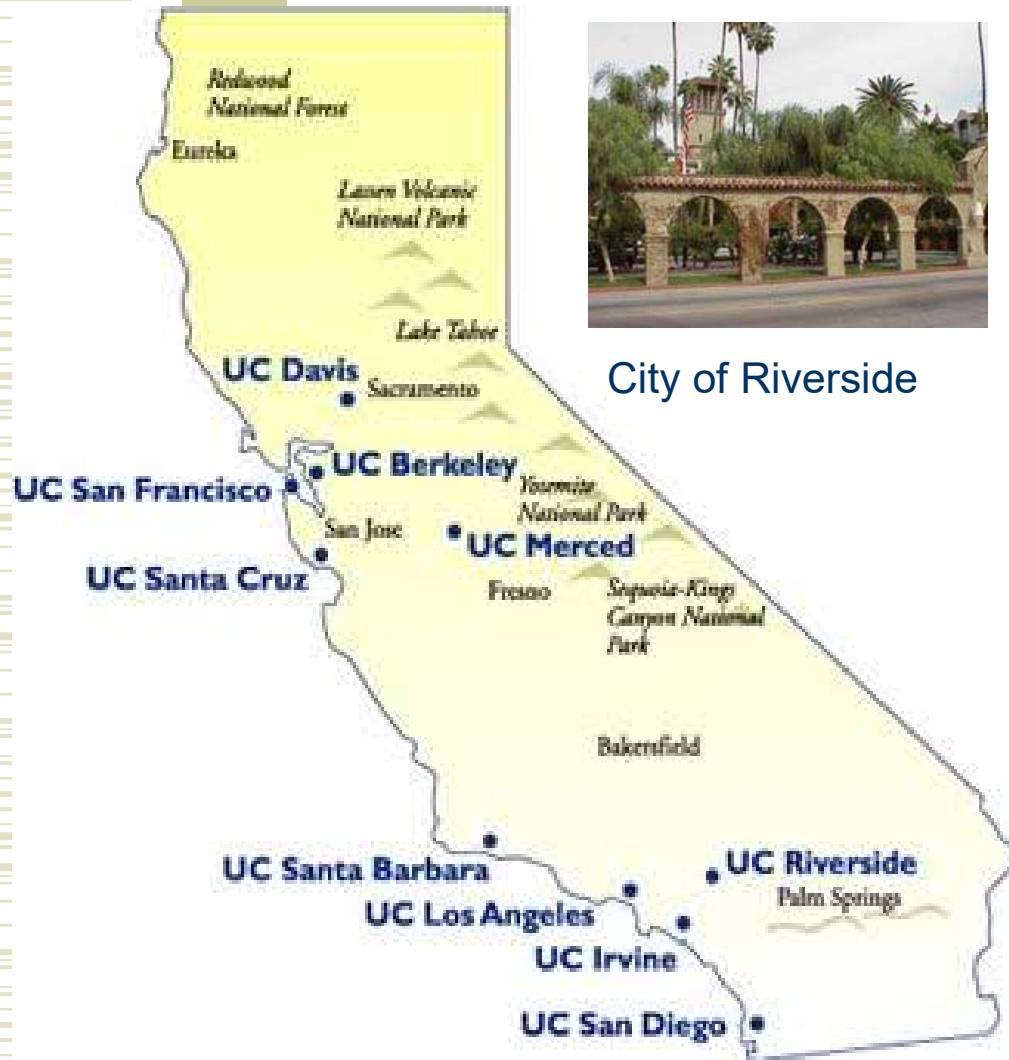 Redwood
National Forest
Eureka
Lassen Volcanic
National Park
Lake Tahoe
City of Riverside
UC Davis
Sacramento
UC Berkeley
UC San Francisco
Yosemite
National Park
San Jose
UC Merced
UC Santa Cruz
Fresno
Sequoia-Kings
Canyon National
Park
Bakersfield
UC Santa Barbara
UC Riverside
Palm Springs
UC Los Angeles
UC Irvine
UC San Diego